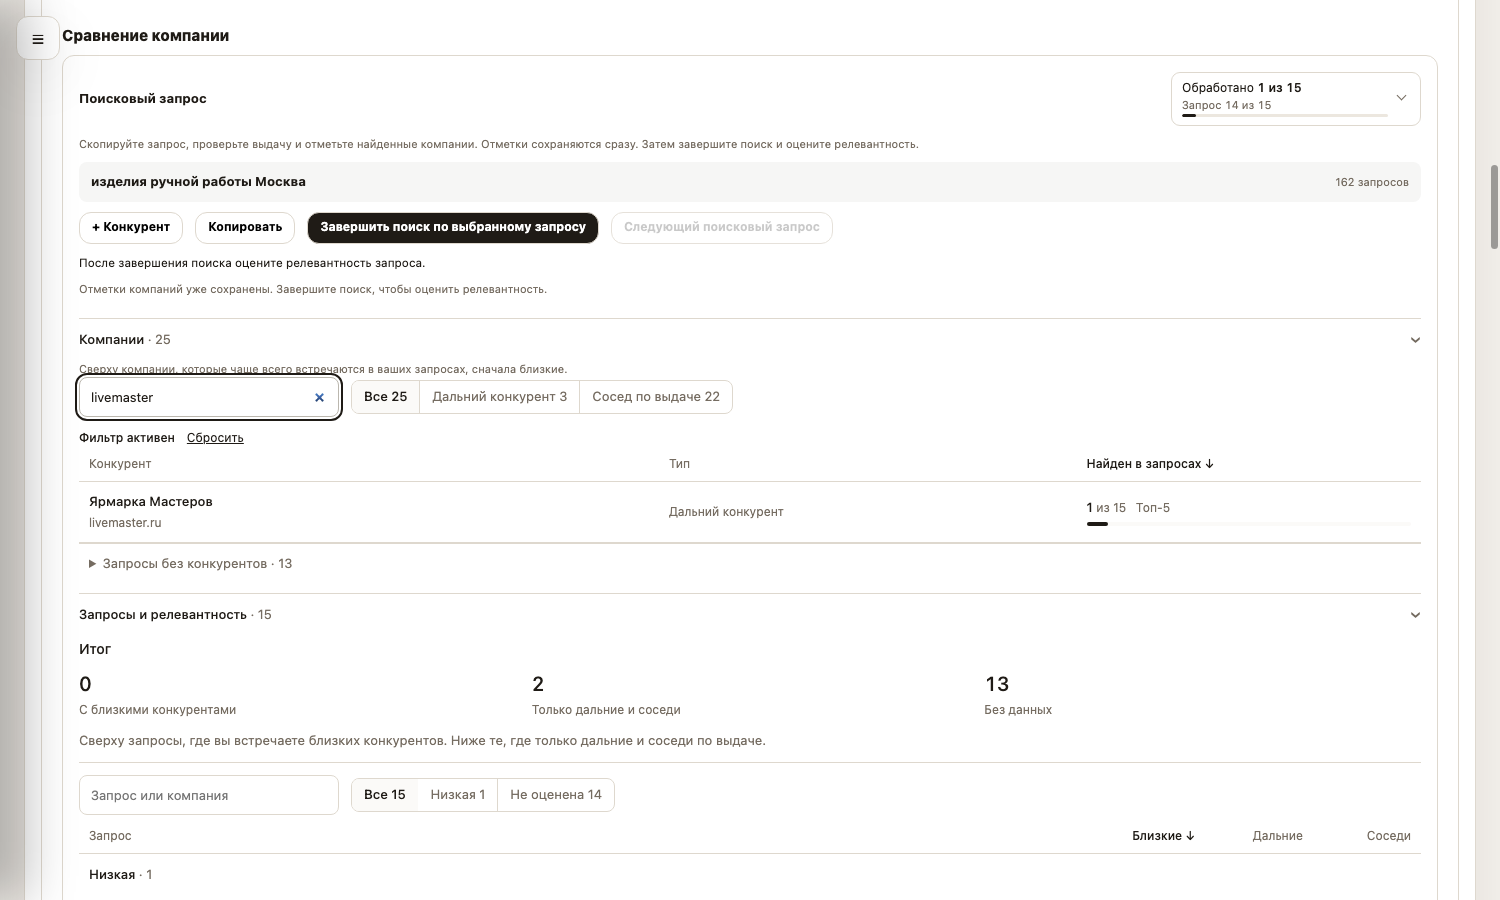 Сравнение компании
Поисковый запрос
Обработано 1 из 15
Запрос 14 из 15
Скопируйте запрос, проверьте выдачу и отметьте найденные компании. Отметки сохраняются сразу. Затем завершите поиск и оцените релевантность.
изделия ручной работы Москва
162 запросов
+ Конкурент
Копировать
Завершить поиск по выбранному запросу
Следующий поисковый запрос
После завершения поиска оцените релевантность запроса.
Отметки компаний уже сохранены. Завершите поиск, чтобы оценить релевантность.
Компании · 25
Сверху компании, которые чаще всего встречаются в ваших запросах, сначала близкие.
livemaster
Все 25
Дальний конкурент 3
Сосед по выдаче 22
Фильтр активен Сбросить
Конкурент
Тип
Найден в запросах ↓
Ярмарка Мастеров
livemaster.ru
Дальний конкурент
1 из 15 Топ-5
Запросы без конкурентов · 13
Запросы и релевантность · 15
Итог
0
С близкими конкурентами
2
Только дальние и соседи
13
Без данных
Сверху запросы, где вы встречаете близких конкурентов. Ниже те, где только дальние и соседи по выдаче.
Запрос или компания
Все 15
Низкая 1
Не оценена 14
Запрос
Близкие ↓
Дальние
Соседи
Низкая · 1